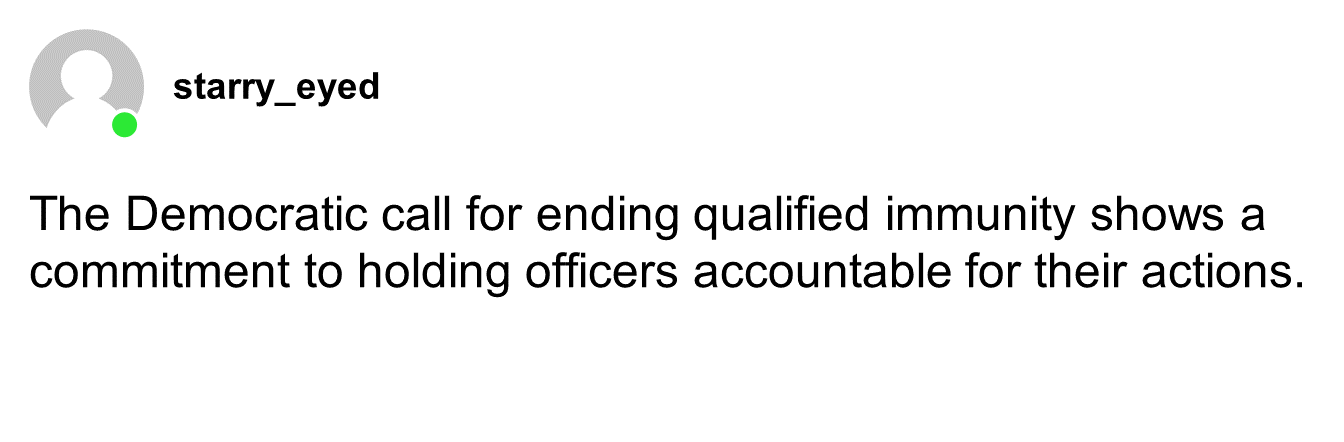 starry_eyed
The Democratic call for ending qualified immunity shows a
commitment to holding officers accountable for their actions.